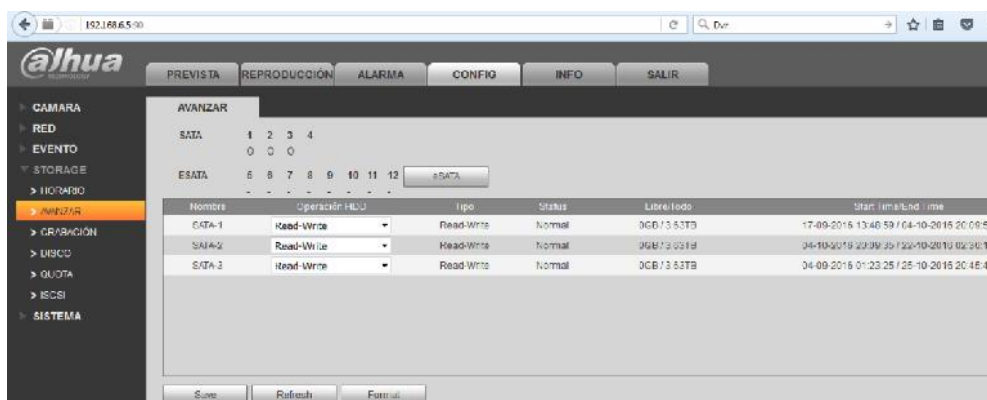 192.168.6.5:90
Dvr
alhua
TECHNOLOGY
PREVISTA REPRODUCCIÓN ALARMA CONFIG INFO SALIR
CAMARA
RED
EVENTO
STORAGE
> HORARIO
> AVANZAR
> GRABACIÓN
> DISCO
> QUOTA
> ISCSI
SISTEMA
AVANZAR
SATA 1 2 3 4
O O O
ESATA 5 6 7 8 9 10 11 12 eSATA
- - - - - - - -
Nombre Operación HDD Tipo Status Libre/Todo Start Time/End Time
SATA-1 Read-Write Read-Write Normal 0GB / 3.63TB 17-09-2016 13:48:59 / 04-10-2016 20:09:5
SATA-2 Read-Write Read-Write Normal 0GB / 3.63TB 04-10-2016 20:09:35 / 22-10-2016 02:30:1
SATA-3 Read-Write Read-Write Normal 0GB / 3.63TB 04-09-2016 01:23:25 / 25-10-2016 20:45:4
Save Refresh Format